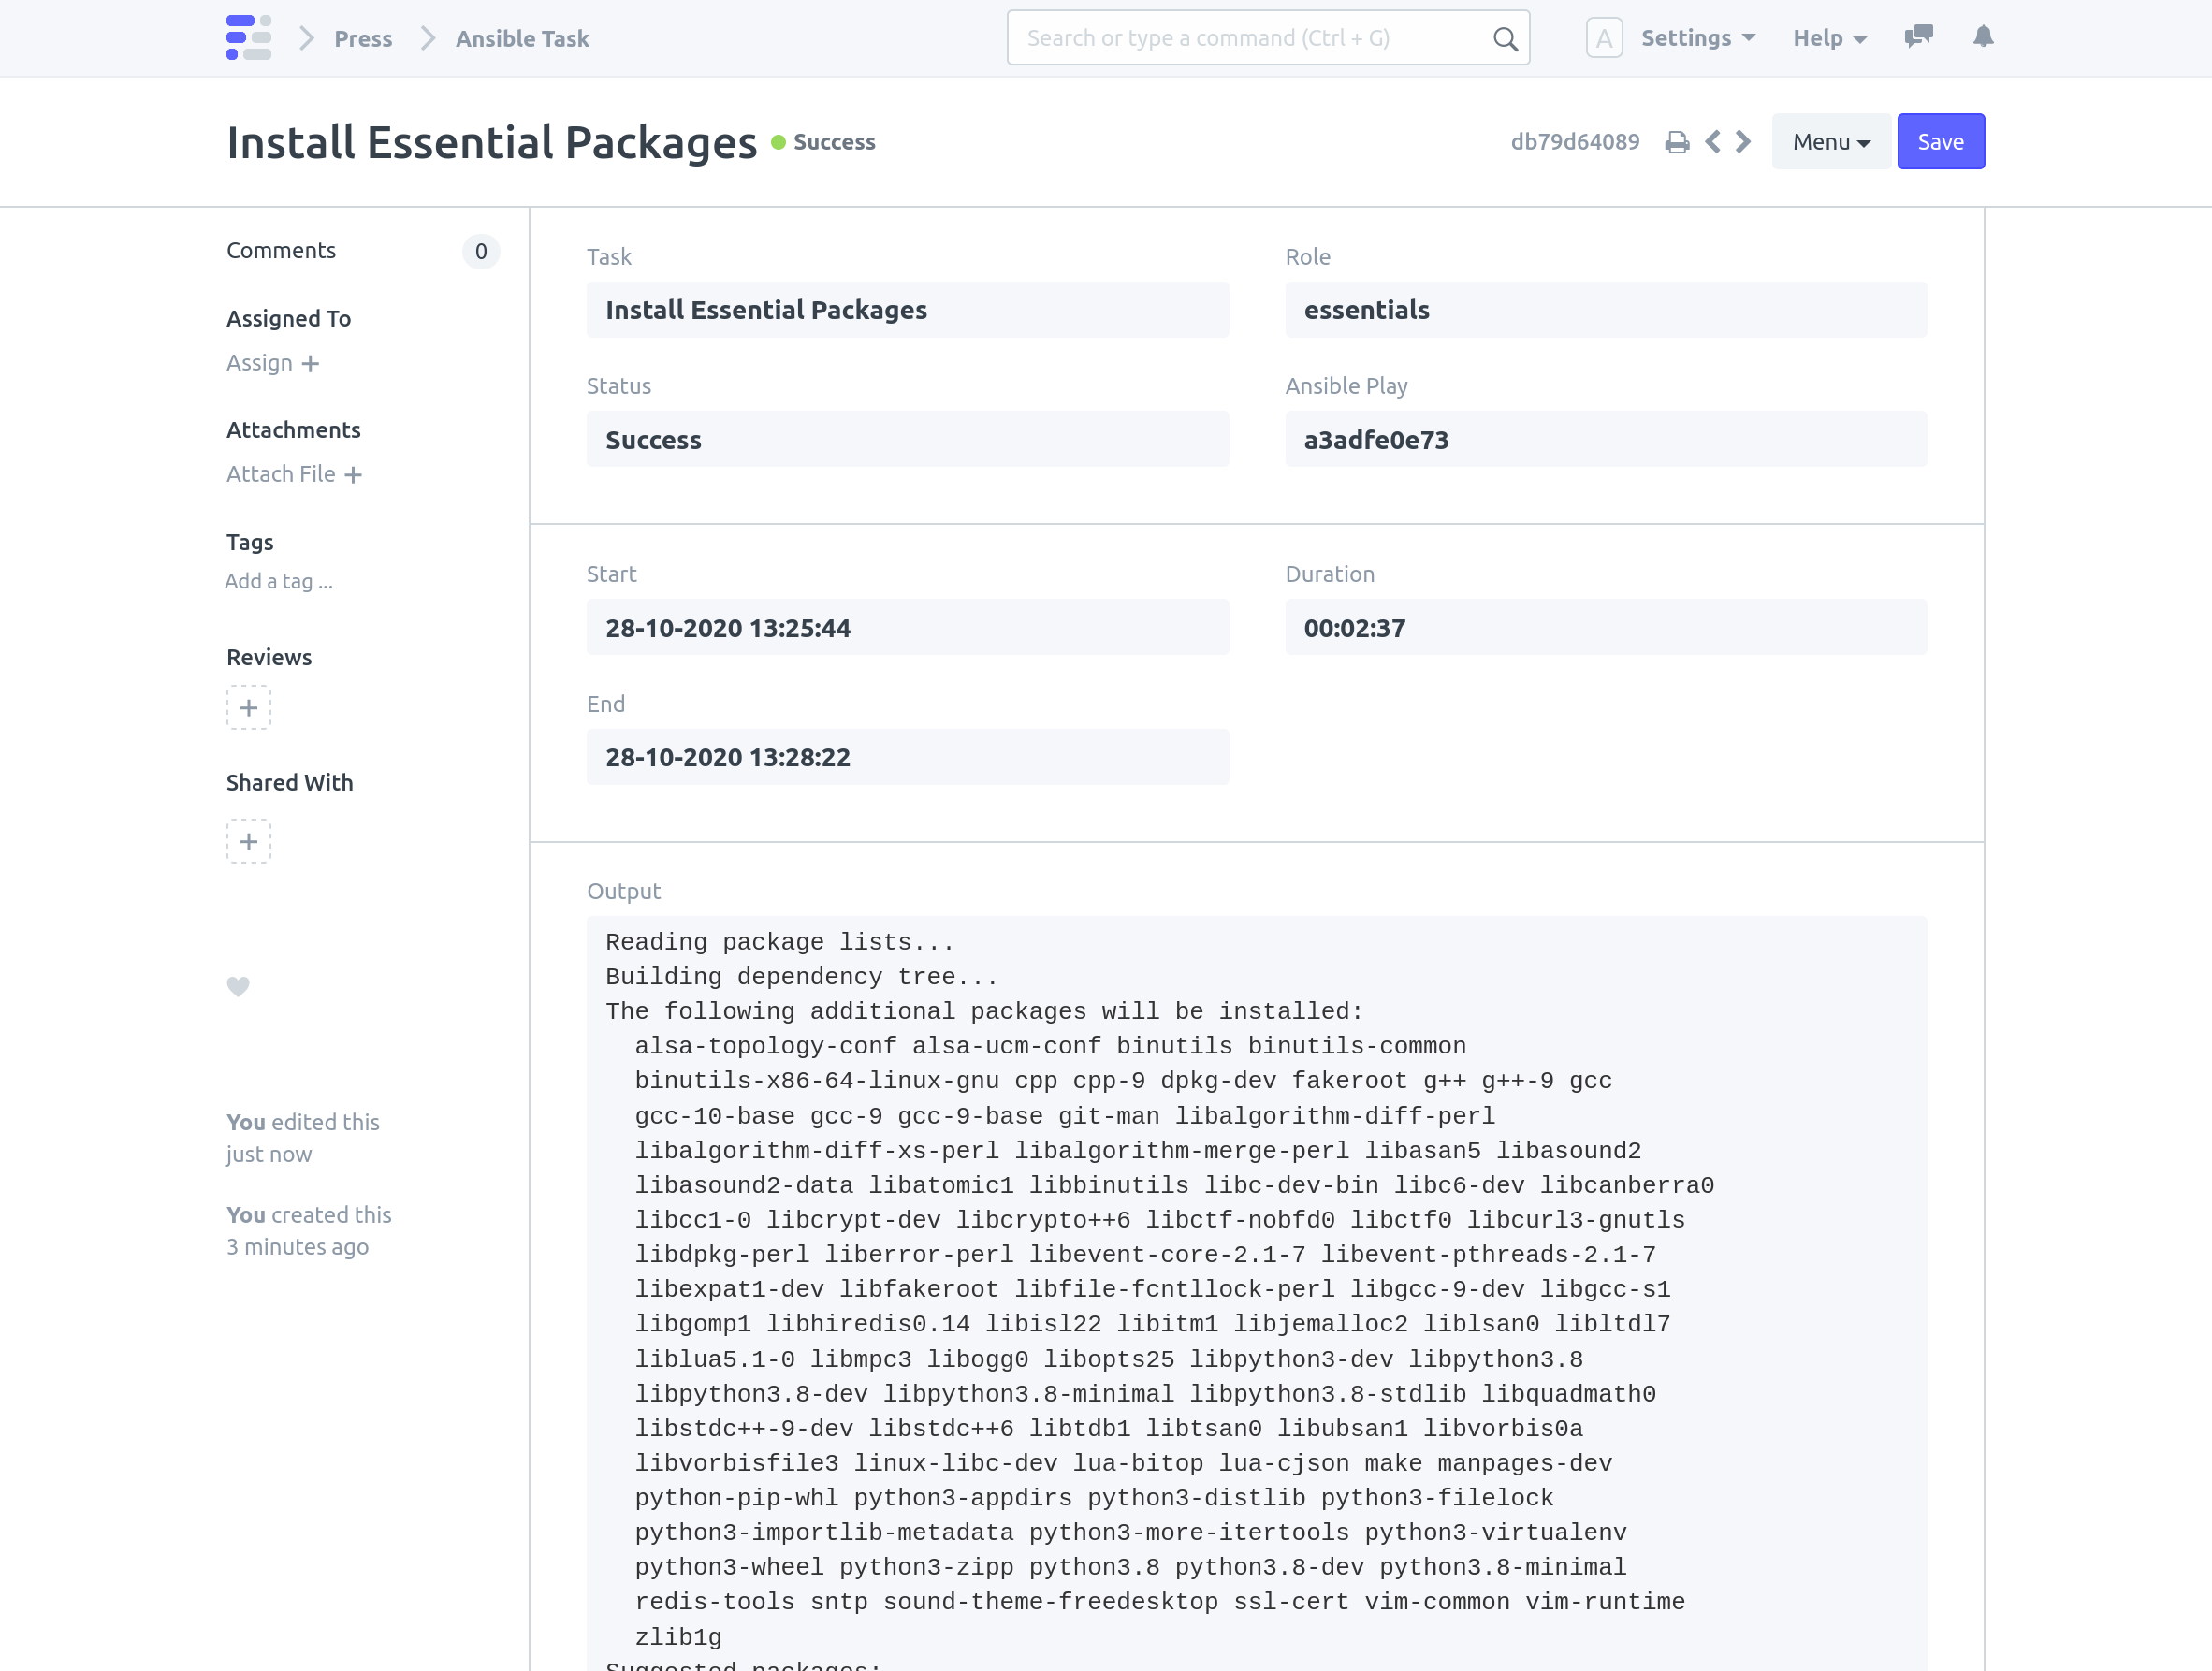 Press Ansible Task Search or type a command (Ctrl + G) A Settings Help
Install Essential Packages Success db79d64089 Menu Save
Comments 0
Assigned To
Assign +
Attachments
Attach File +
Tags
Add a tag ...
Reviews
+
Shared With
+
You edited this
just now
You created this
3 minutes ago
Task
Install Essential Packages
Role
essentials
Status
Success
Ansible Play
a3adfe0e73
Start
28-10-2020 13:25:44
Duration
00:02:37
End
28-10-2020 13:28:22
Output
Reading package lists...
Building dependency tree...
The following additional packages will be installed:
alsa-topology-conf alsa-ucm-conf binutils binutils-common
binutils-x86-64-linux-gnu cpp cpp-9 dpkg-dev fakeroot g++ g++-9 gcc
gcc-10-base gcc-9 gcc-9-base git-man libalgorithm-diff-perl
libalgorithm-diff-xs-perl libalgorithm-merge-perl libasan5 libasound2
libasound2-data libatomic1 libbinutils libc-dev-bin libc6-dev libcanberra0
libcc1-0 libcrypt-dev libcrypto++6 libctf-nobfd0 libctf0 libcurl3-gnutls
libdpkg-perl liberror-perl libevent-core-2.1-7 libevent-pthreads-2.1-7
libexpat1-dev libfakeroot libfile-fcntllock-perl libgcc-9-dev libgcc-s1
libgomp1 libhiredis0.14 libisl22 libitm1 libjemalloc2 liblsan0 libltdl7
liblua5.1-0 libmpc3 libogg0 libopts25 libpython3-dev libpython3.8
libpython3.8-dev libpython3.8-minimal libpython3.8-stdlib libquadmath0
libstdc++-9-dev libstdc++6 libtdb1 libtsan0 libubsan1 libvorbis0a
libvorbisfile3 linux-libc-dev lua-bitop lua-cjson make manpages-dev
python-pip-whl python3-appdirs python3-distlib python3-filelock
python3-importlib-metadata python3-more-itertools python3-virtualenv
python3-wheel python3-zipp python3.8 python3.8-dev python3.8-minimal
redis-tools sntp sound-theme-freedesktop ssl-cert vim-common vim-runtime
zlib1g
Suggested packages: